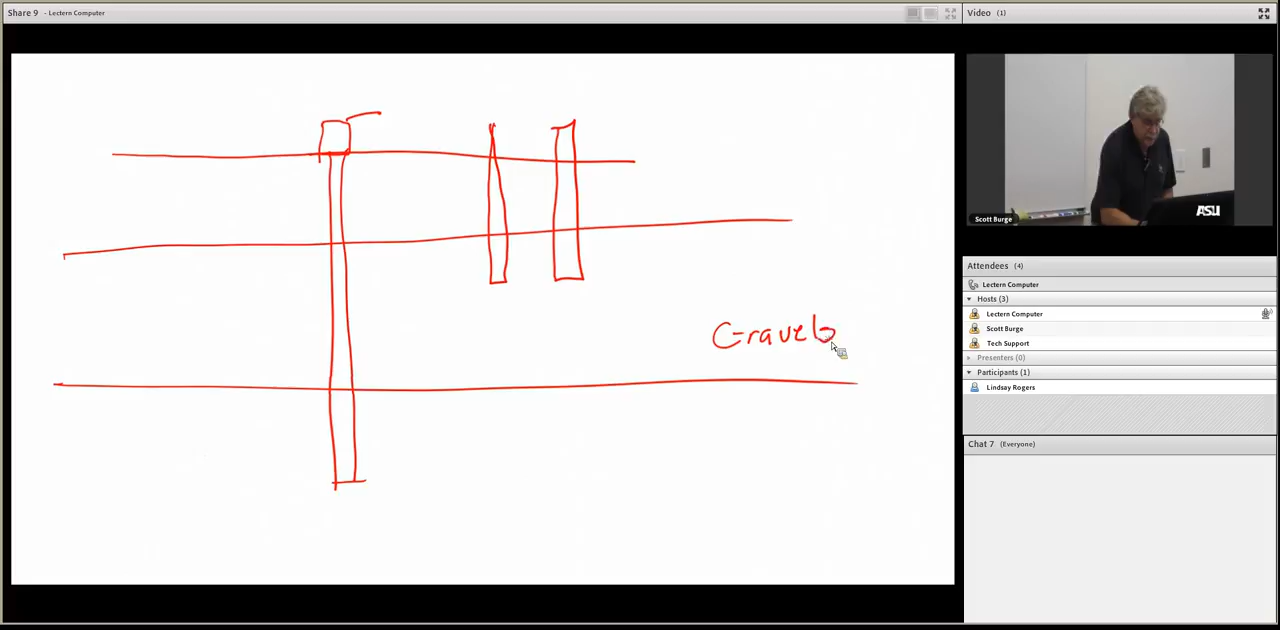 Share 9 - Lectern Computer
Video (1)
Scott Burge
ASU
Attendees (4)
Lectern Computer
Hosts (3)
Lectern Computer
Scott Burge
Tech Support
Presenters (0)
Participants (1)
Lindsay Rogers
Chat 7 (Everyone)